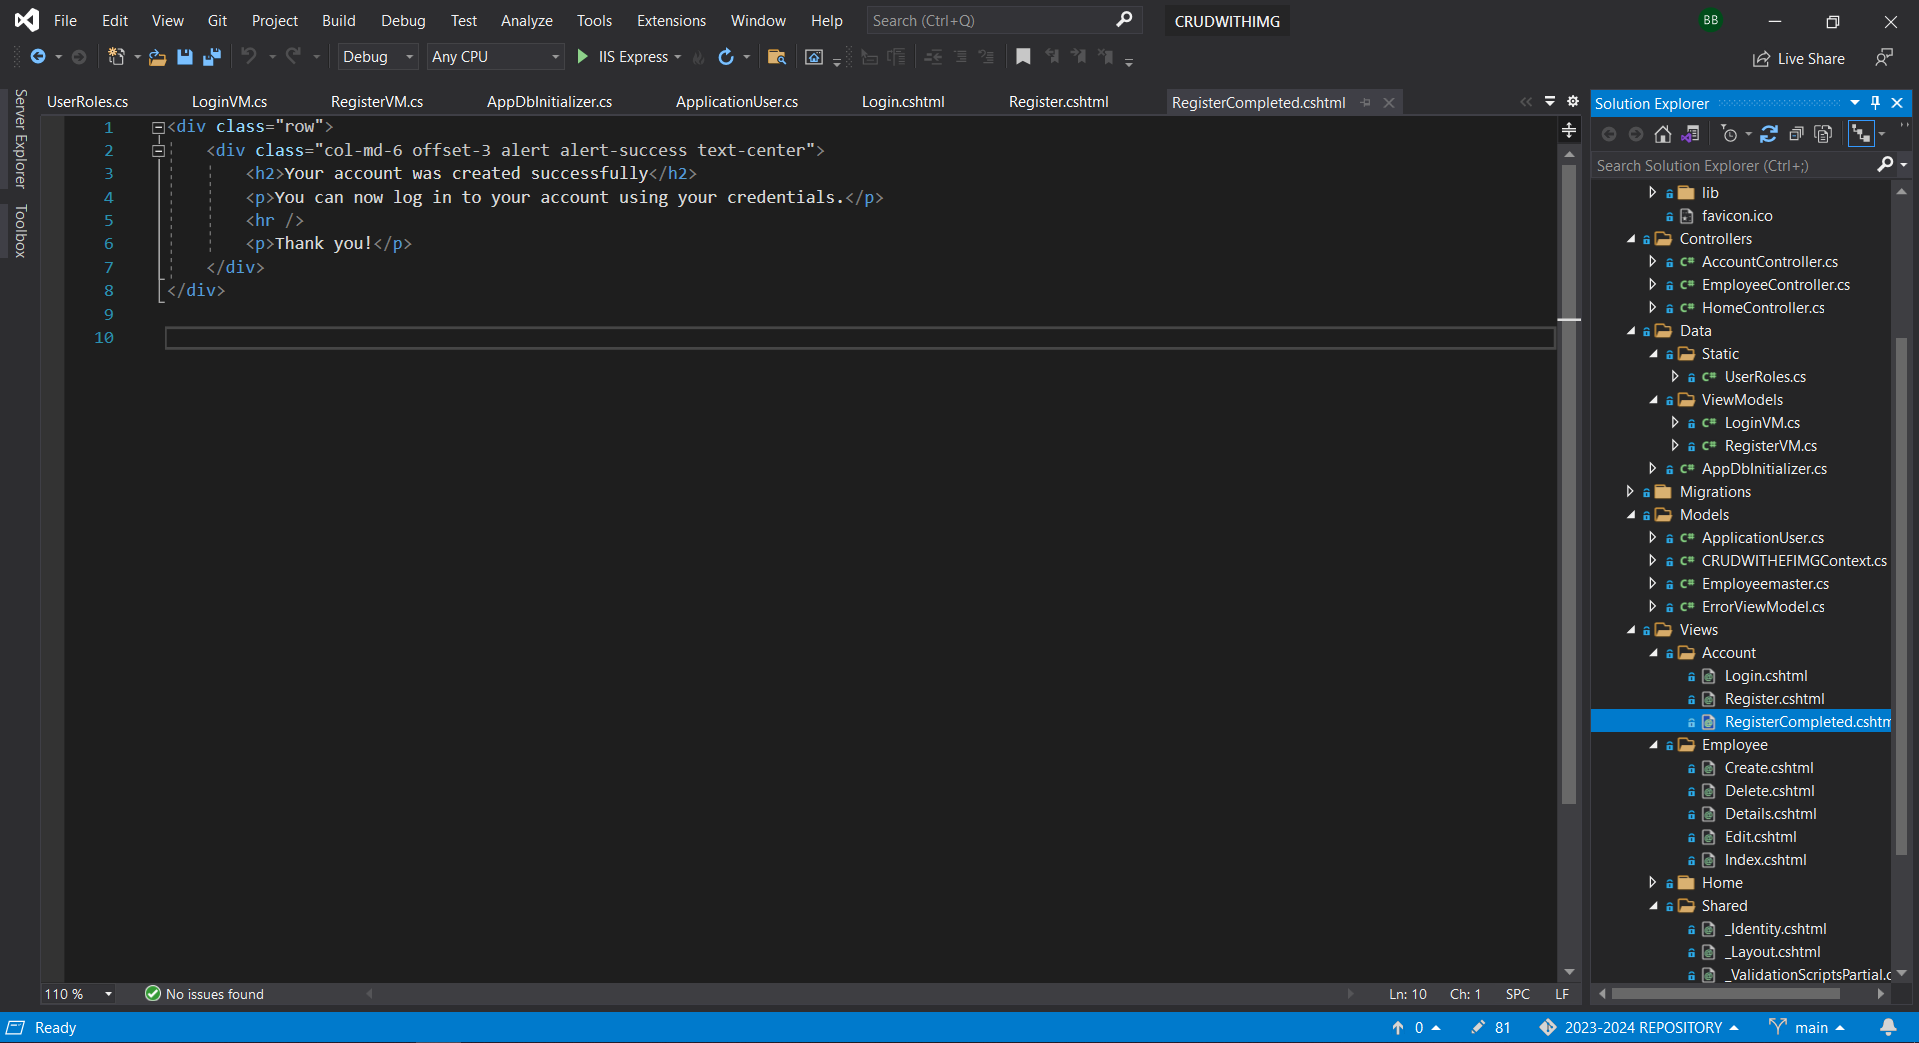 File Edit View Git Project Build Debug Test Analyze Tools Extensions Window Help Search (Ctrl+Q) CRUDWITHIMG BB
Debug Any CPU IIS Express Live Share
Server Explorer
Toolbox
UserRoles.cs LoginVM.cs RegisterVM.cs AppDbInitializer.cs ApplicationUser.cs Login.cshtml Register.cshtml RegisterCompleted.cshtml
1 <div class="row">
2 <div class="col-md-6 offset-3 alert alert-success text-center">
3 <h2>Your account was created successfully</h2>
4 <p>You can now log in to your account using your credentials.</p>
5 <hr />
6 <p>Thank you!</p>
7 </div>
8 </div>
9
10
110 % No issues found Ln: 10 Ch: 1 SPC LF
Solution Explorer
Search Solution Explorer (Ctrl+;)
lib
favicon.ico
Controllers
C# AccountController.cs
C# EmployeeController.cs
C# HomeController.cs
Data
Static
C# UserRoles.cs
ViewModels
C# LoginVM.cs
C# RegisterVM.cs
C# AppDbInitializer.cs
Migrations
Models
C# ApplicationUser.cs
C# CRUDWITHEFIMGContext.cs
C# Employeemaster.cs
C# ErrorViewModel.cs
Views
Account
Login.cshtml
Register.cshtml
RegisterCompleted.cshtm
Employee
Create.cshtml
Delete.cshtml
Details.cshtml
Edit.cshtml
Index.cshtml
Home
Shared
_Identity.cshtml
_Layout.cshtml
_ValidationScriptsPartial.c
Ready 0 81 2023-2024 REPOSITORY main